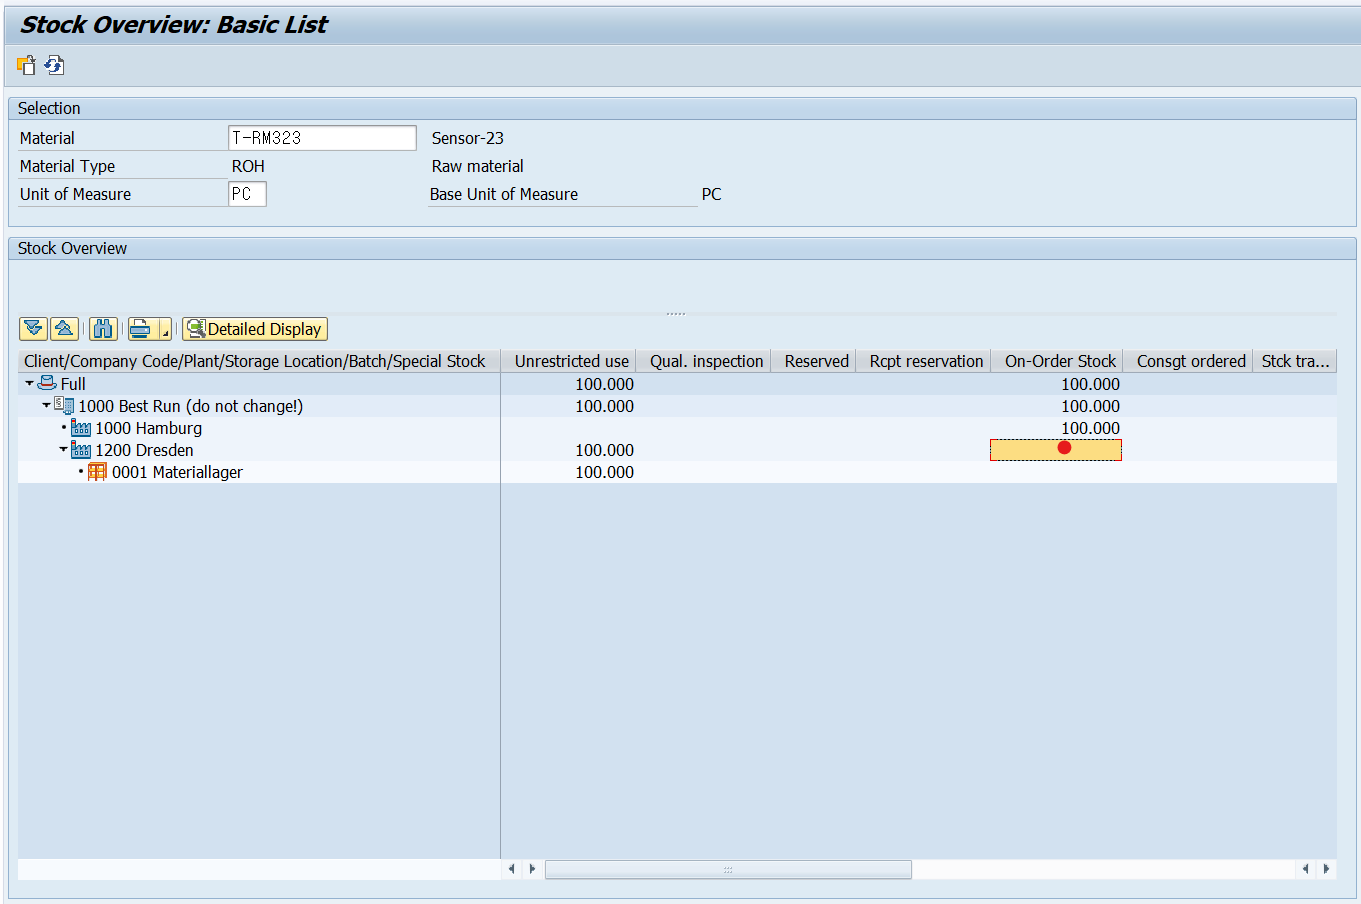 Stock Overview: Basic List
Selection
Material T-RM323 Sensor-23
Material Type ROH Raw material
Unit of Measure PC Base Unit of Measure PC
Stock Overview
Detailed Display
Client/Company Code/Plant/Storage Location/Batch/Special Stock Unrestricted use Qual. inspection Reserved Rcpt reservation On-Order Stock Consgt ordered Stck tra...
Full 100.000 100.000
1000 Best Run (do not change!) 100.000 100.000
1000 Hamburg 100.000
1200 Dresden 100.000
0001 Materiallager 100.000